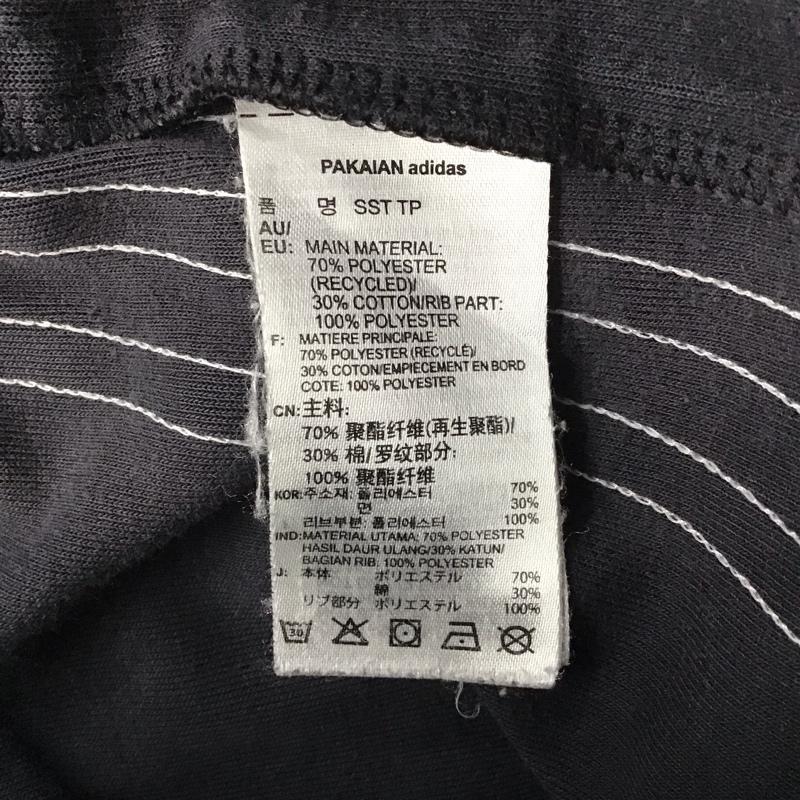 PAKAIAN adidas
품 명 SST TP
AU/
EU: MAIN MATERIAL:
70% POLYESTER
(RECYCLED)/
30% COTTON/RIB PART:
100% POLYESTER
F: MATIERE PRINCIPALE:
70% POLYESTER (RECYCLÉ)/
30% COTON/EMPIECEMENT EN BORD
COTE: 100% POLYESTER
CN: 主料:
70% 聚酯纤维(再生聚酯)/
30% 棉/罗纹部分:
100% 聚酯纤维
KOR: 주소재: 폴리에스터 70%
면 30%
리브부분: 폴리에스터 100%
IND: MATERIAL UTAMA: 70% POLYESTER
HASIL DAUR ULANG/30% KATUN/
BAGIAN RIB: 100% POLYESTER
J: 本体 ポリエステル 70%
綿 30%
リブ部分 ポリエステル 100%
30